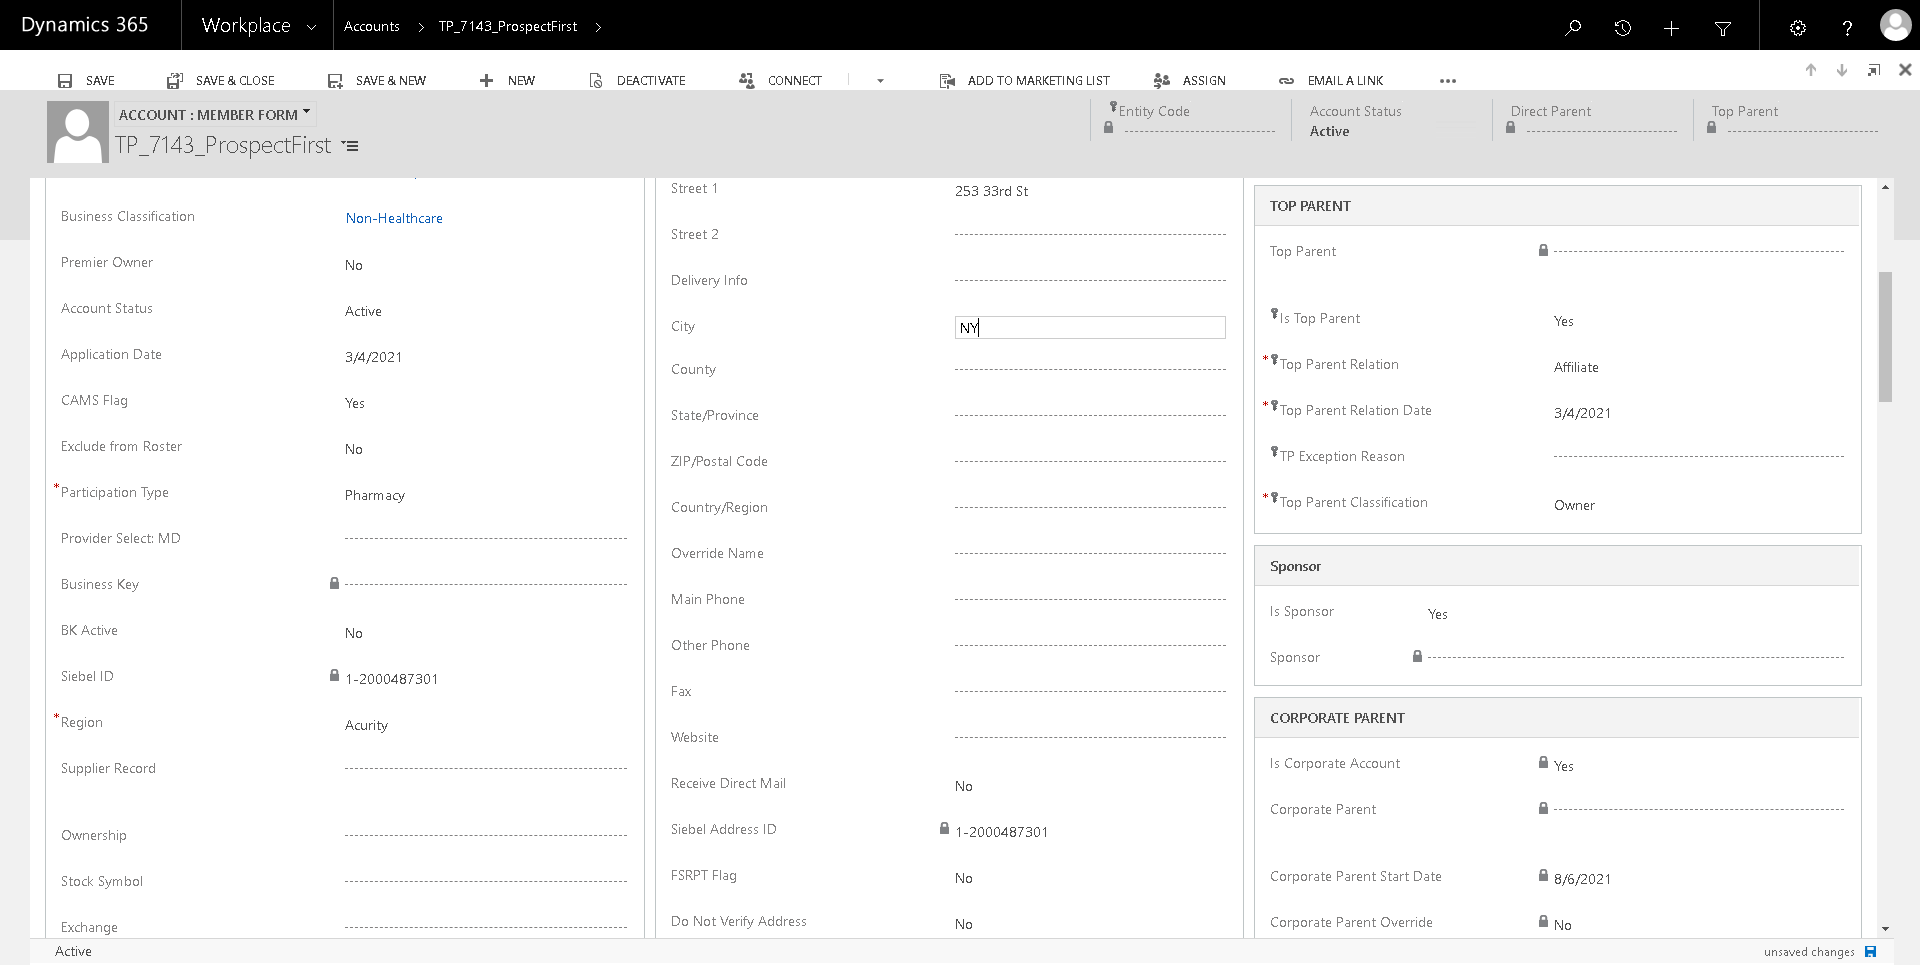 Dynamics 365 Workplace Accounts TP_7143_ProspectFirst
SAVE SAVE & CLOSE SAVE & NEW NEW DEACTIVATE CONNECT ADD TO MARKETING LIST ASSIGN EMAIL A LINK •••
ACCOUNT : MEMBER FORM
TP_7143_ProspectFirst
Entity Code
Account Status
Active
Direct Parent
Top Parent
Business Classification Non-Healthcare
Premier Owner No
Account Status Active
Application Date 3/4/2021
CAMS Flag Yes
Exclude from Roster No
*Participation Type Pharmacy
Provider Select: MD
Business Key
BK Active No
Siebel ID 1-2000487301
*Region Acurity
Supplier Record
Ownership
Stock Symbol
Exchange
Street 1 253 33rd St
Street 2
Delivery Info
City NY
County
State/Province
ZIP/Postal Code
Country/Region
Override Name
Main Phone
Other Phone
Fax
Website
Receive Direct Mail No
Siebel Address ID 1-2000487301
FSRPT Flag No
Do Not Verify Address No
TOP PARENT
Top Parent
Is Top Parent Yes
*Top Parent Relation Affiliate
*Top Parent Relation Date 3/4/2021
TP Exception Reason
*Top Parent Classification Owner
Sponsor
Is Sponsor Yes
Sponsor
CORPORATE PARENT
Is Corporate Account Yes
Corporate Parent
Corporate Parent Start Date 8/6/2021
Corporate Parent Override No
Active
unsaved changes